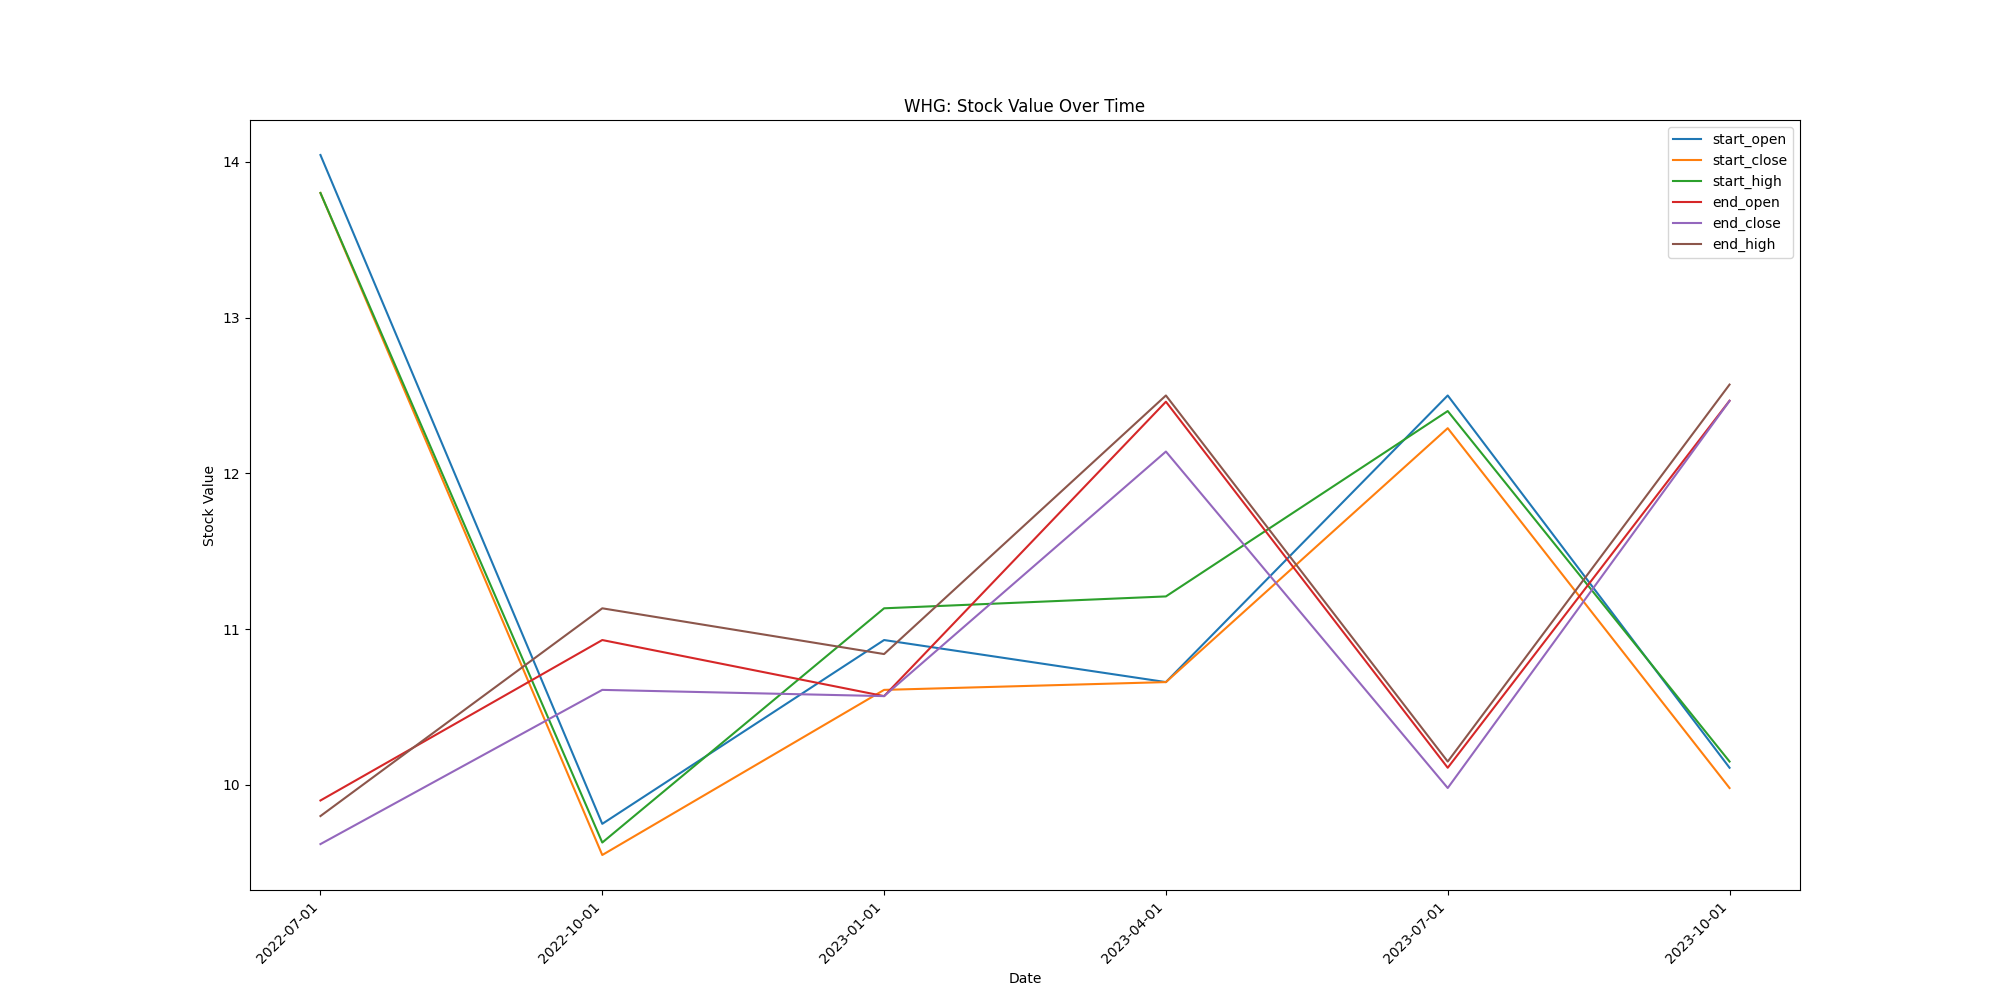 WHG: Stock Value Over Time
start_open
start_close
start_high
end_open
end_close
end_high
Stock Value
14
13
12
11
10
2022-07-01
2022-10-01
2023-01-01
2023-04-01
2023-07-01
2023-10-01
Date